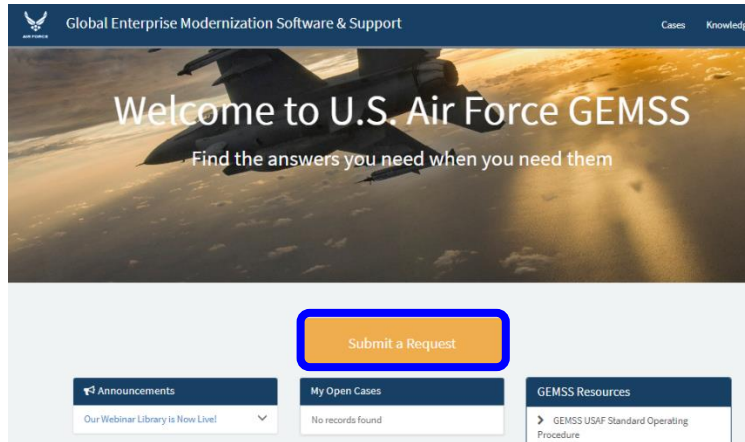 AIR FORCE
Global Enterprise Modernization Software & Support
Cases
Knowledg
Welcome to U.S. Air Force GEMSS
Find the answers you need when you need them
Submit a Request
Announcements
Our Webinar Library is Now Live!
My Open Cases
No records found
GEMSS Resources
GEMSS USAF Standard Operating
Procedure